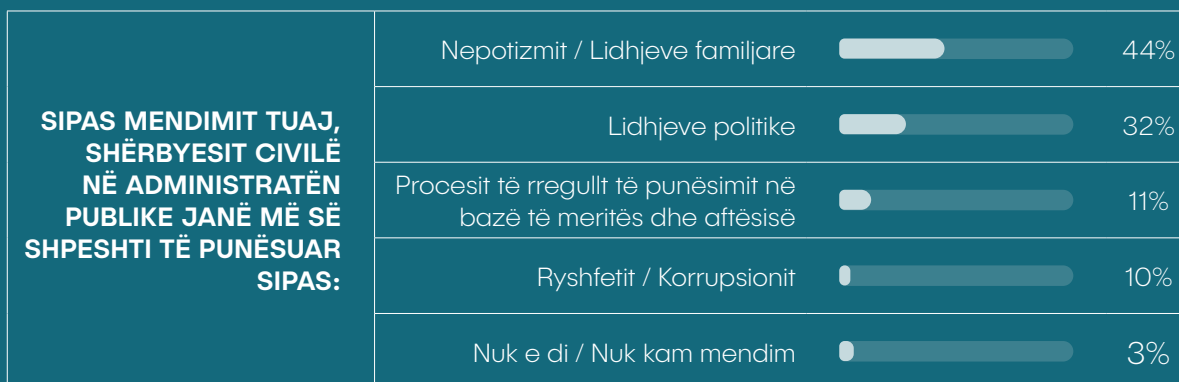 SIPAS MENDIMIT TUAJ,
SHËRBYESIT CIVILË
NË ADMINISTRATËN
PUBLIKE JANË MË SË
SHPESHTI TË PUNËSUAR
SIPAS:
Nepotizmit / Lidhjeve familjare 44%
Lidhjeve politike 32%
Procesit të rregullt të punësimit në
bazë të meritës dhe aftësisë 11%
Ryshfetit / Korrupsionit 10%
Nuk e di / Nuk kam mendim 3%